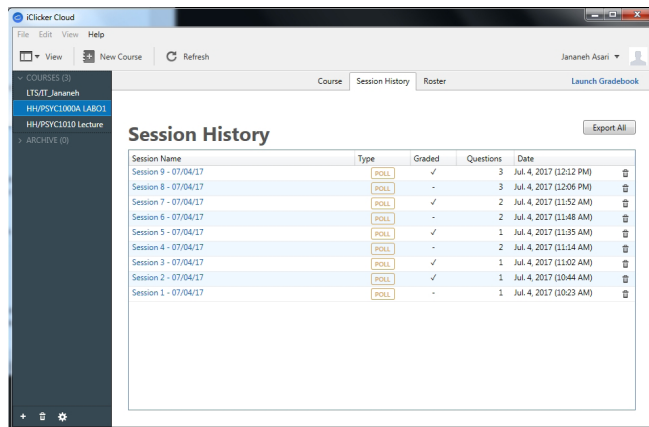 iClicker Cloud
File Edit View Help
View New Course Refresh Jananeh Asari
COURSES (3)
LTS/IT_Jananeh
HH/PSYC1000A LABO1
HH/PSYC1010 Lecture
ARCHIVE (0)
Course Session History Roster Launch Gradebook
Session History
Export All
Session Name Type Graded Questions Date
Session 9 - 07/04/17 POLL ✓ 3 Jul. 4, 2017 (12:12 PM)
Session 8 - 07/04/17 POLL - 3 Jul. 4, 2017 (12:06 PM)
Session 7 - 07/04/17 POLL ✓ 2 Jul. 4, 2017 (11:52 AM)
Session 6 - 07/04/17 POLL - 2 Jul. 4, 2017 (11:48 AM)
Session 5 - 07/04/17 POLL ✓ 1 Jul. 4, 2017 (11:35 AM)
Session 4 - 07/04/17 POLL - 2 Jul. 4, 2017 (11:14 AM)
Session 3 - 07/04/17 POLL ✓ 1 Jul. 4, 2017 (11:02 AM)
Session 2 - 07/04/17 POLL ✓ 1 Jul. 4, 2017 (10:44 AM)
Session 1 - 07/04/17 POLL - 1 Jul. 4, 2017 (10:23 AM)